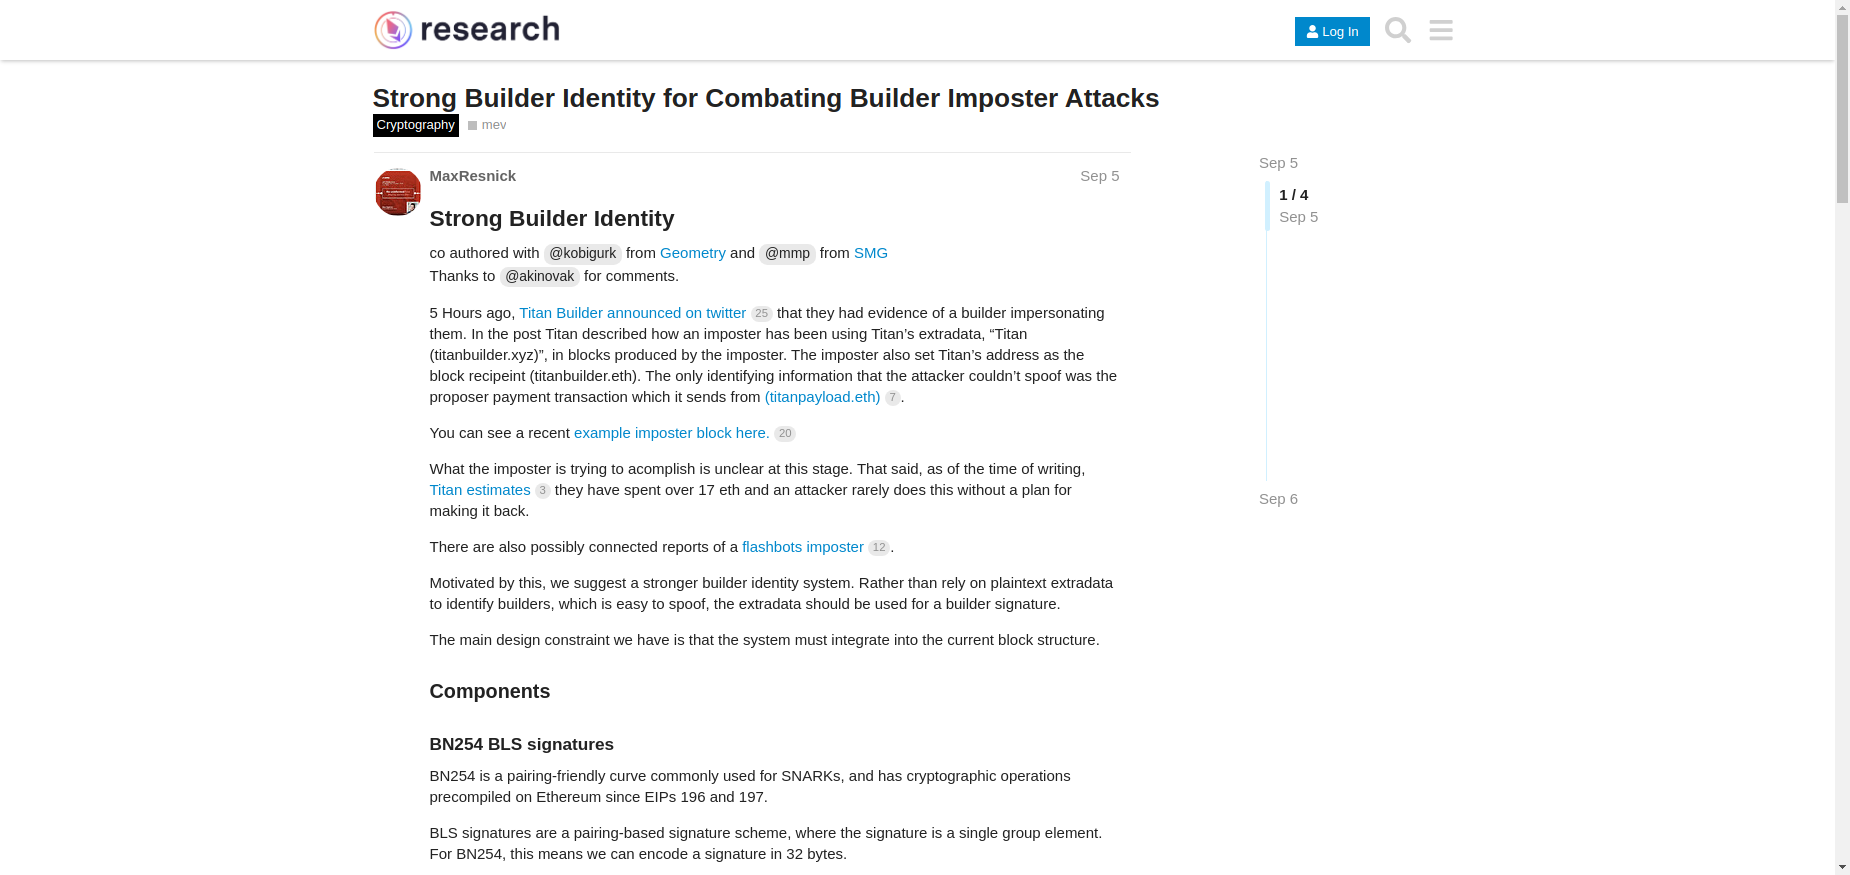 research
Log In
Strong Builder Identity for Combating Builder Imposter Attacks
Cryptography mev
MaxResnick Sep 5
Sep 5
1 / 4
Sep 5
Sep 6
Strong Builder Identity
co authored with @kobigurk from Geometry and @mmp from SMG
Thanks to @akinovak for comments.
5 Hours ago, Titan Builder announced on twitter 25 that they had evidence of a builder impersonating
them. In the post Titan described how an imposter has been using Titan’s extradata, “Titan
(titanbuilder.xyz)”, in blocks produced by the imposter. The imposter also set Titan’s address as the
block recipeint (titanbuilder.eth). The only identifying information that the attacker couldn’t spoof was the
proposer payment transaction which it sends from (titanpayload.eth) 7.
You can see a recent example imposter block here. 20
What the imposter is trying to acomplish is unclear at this stage. That said, as of the time of writing,
Titan estimates 3 they have spent over 17 eth and an attacker rarely does this without a plan for
making it back.
There are also possibly connected reports of a flashbots imposter 12.
Motivated by this, we suggest a stronger builder identity system. Rather than rely on plaintext extradata
to identify builders, which is easy to spoof, the extradata should be used for a builder signature.
The main design constraint we have is that the system must integrate into the current block structure.
Components
BN254 BLS signatures
BN254 is a pairing-friendly curve commonly used for SNARKs, and has cryptographic operations
precompiled on Ethereum since EIPs 196 and 197.
BLS signatures are a pairing-based signature scheme, where the signature is a single group element.
For BN254, this means we can encode a signature in 32 bytes.